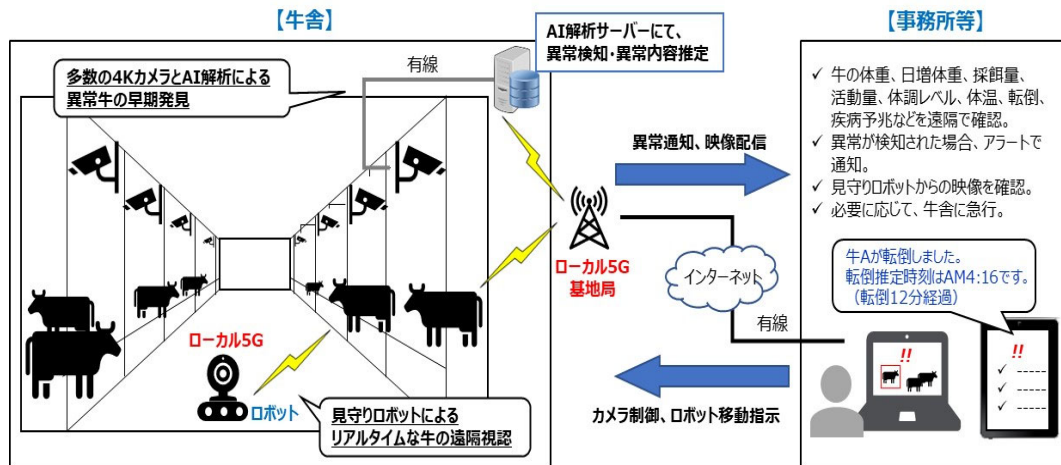 【牛舎】
【事務所等】
AI解析サーバーにて、
異常検知・異常内容推定
多数の4KカメラとAI解析による
異常牛の早期発見
有線
異常通知、映像配信
ローカル5G
基地局
インターネット
有線
カメラ制御、ロボット移動指示
ローカル5G
ロボット
見守りロボットによる
リアルタイムな牛の遠隔視認
✓ 牛の体重、日増体重、採餌量、
活動量、体調レベル、体温、転倒、
疾病予兆などを遠隔で確認。
✓ 異常が検知された場合、アラートで
通知。
✓ 見守りロボットからの映像を確認。
✓ 必要に応じて、牛舎に急行。
牛Aが転倒しました。
転倒推定時刻はAM4:16です。
（転倒12分経過）
!!
!!
✓ -----
✓ -----
✓ -----